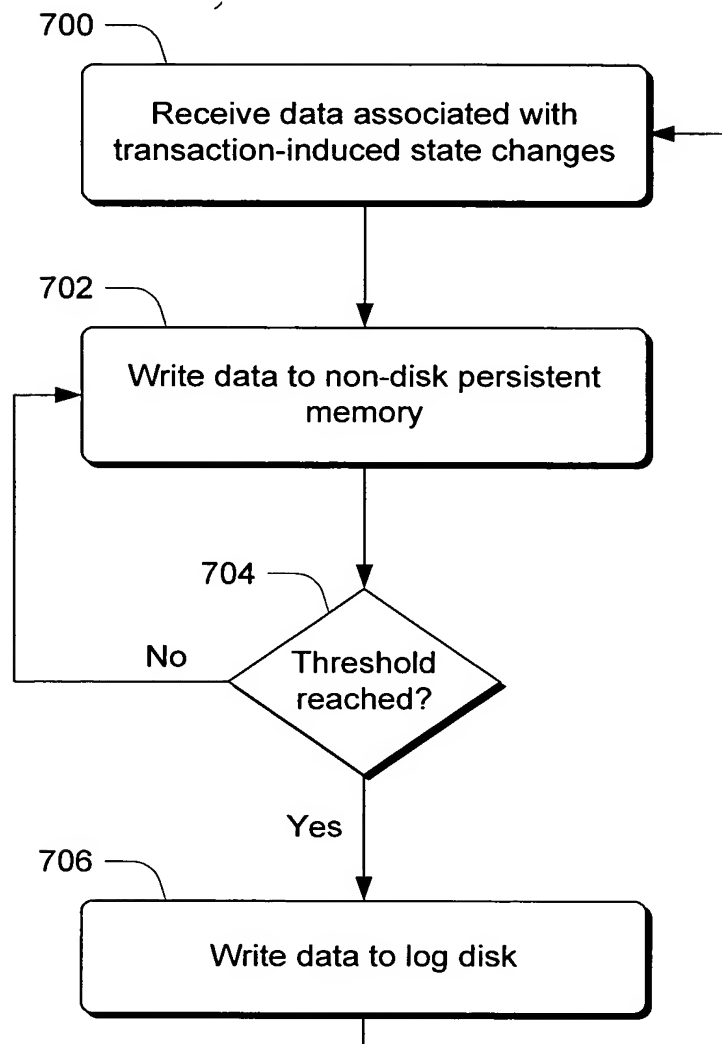 700
Receive data associated with
transaction-induced state changes
702
Write data to non-disk persistent
memory
704
No
Threshold
reached?
Yes
706
Write data to log disk